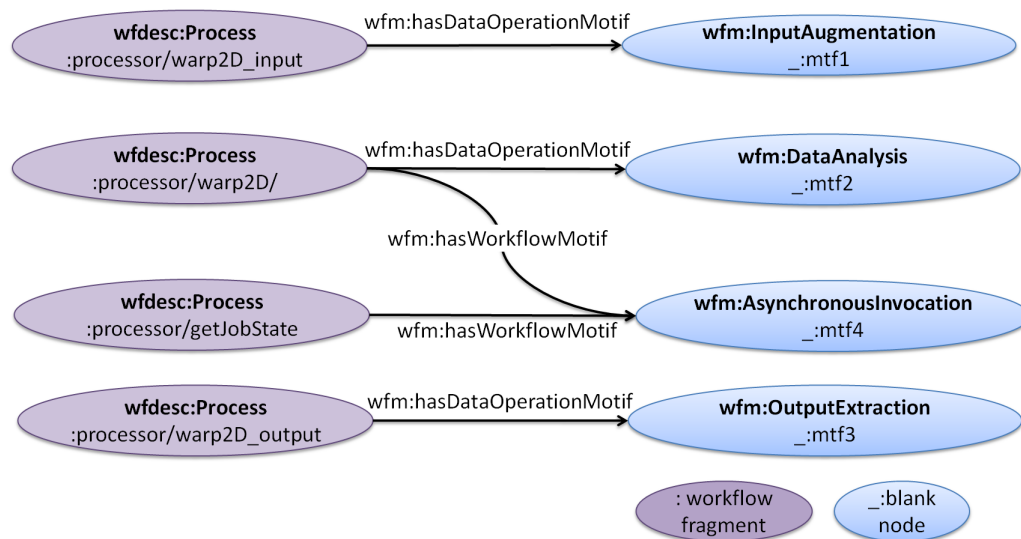 wfdesc:Process
:processor/warp2D_input
wfm:hasDataOperationMotif
wfm:InputAugmentation
_:mtf1
wfdesc:Process
:processor/warp2D/
wfm:hasDataOperationMotif
wfm:DataAnalysis
_:mtf2
wfm:hasWorkflowMotif
wfdesc:Process
:processor/getJobState
wfm:hasWorkflowMotif
wfm:AsynchronousInvocation
_:mtf4
wfdesc:Process
:processor/warp2D_output
wfm:hasDataOperationMotif
wfm:OutputExtraction
_:mtf3
: workflow
fragment
_:blank
node